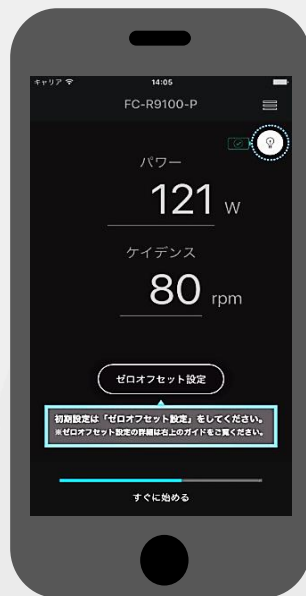 キャリア 14:05
FC-R9100-P
パワー
121 W
ケイデンス
80 rpm
ゼロオフセット設定
初期設定は「ゼロオフセット設定」をしてください。
※ゼロオフセット設定の詳細は右上のガイドをご覧ください。
すぐに始める